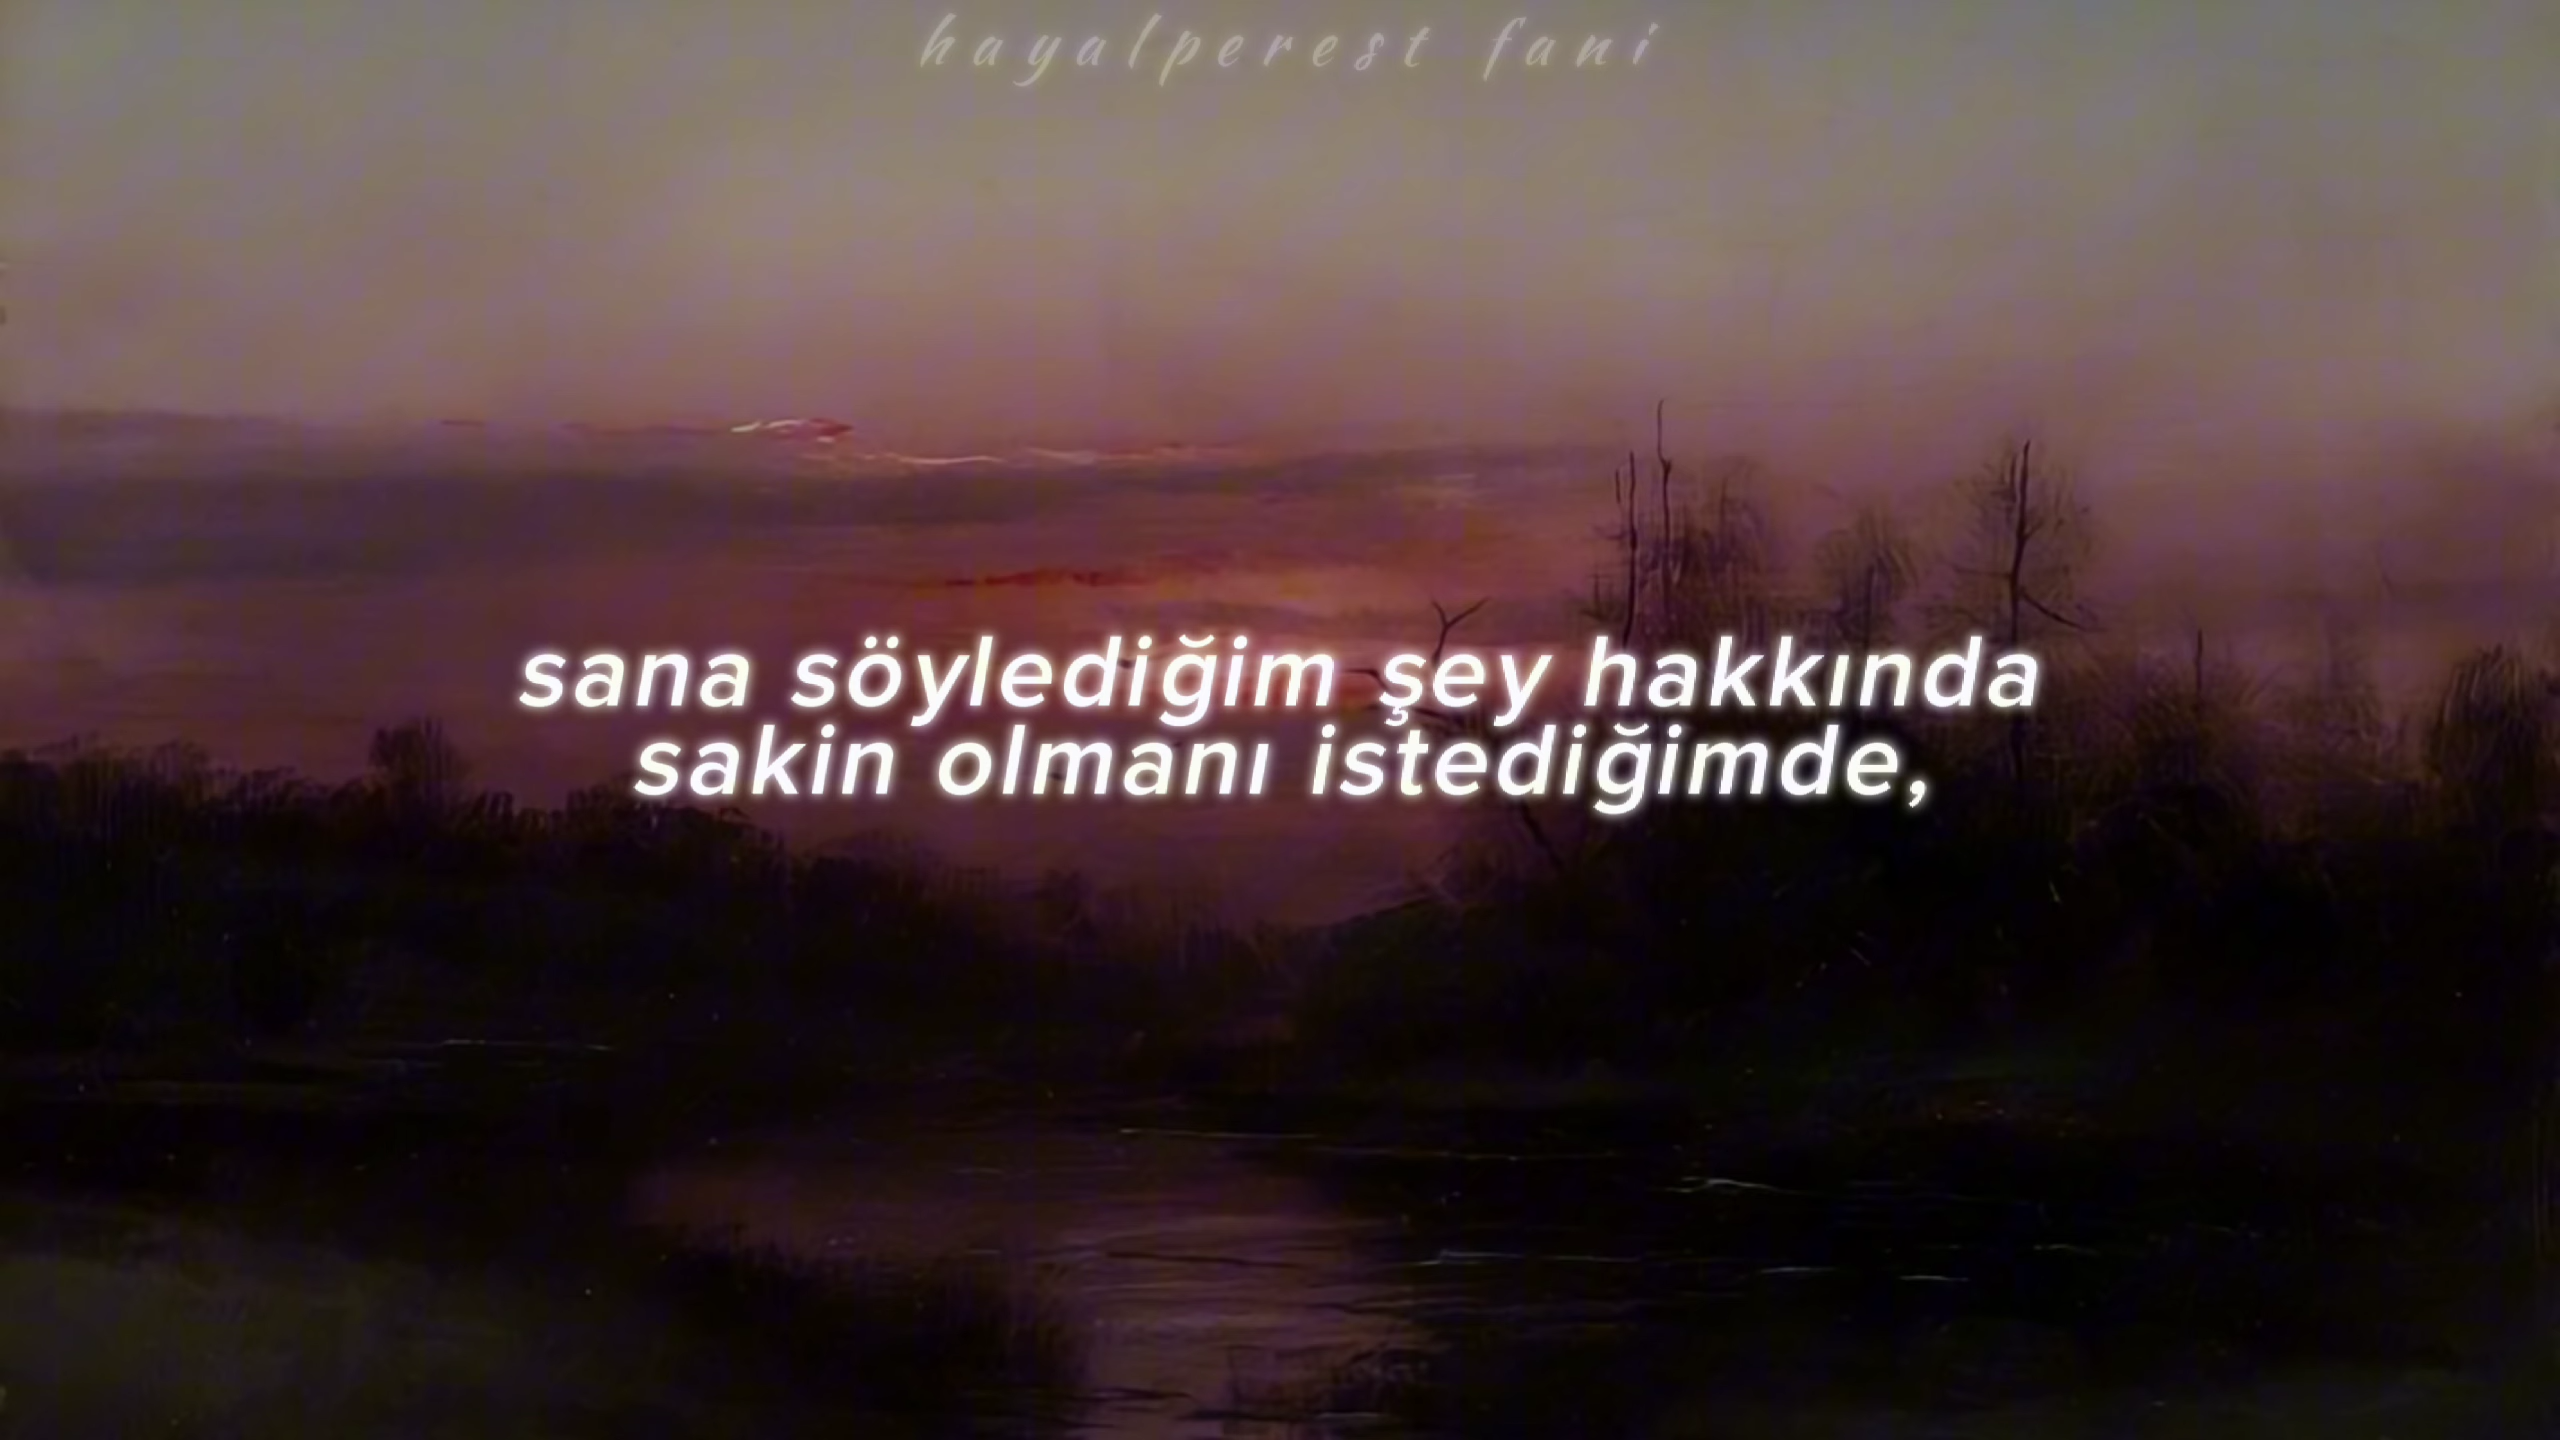 hayalperest fani
sana söylediğim şey hakkında
sakin olmanı istediğimde,